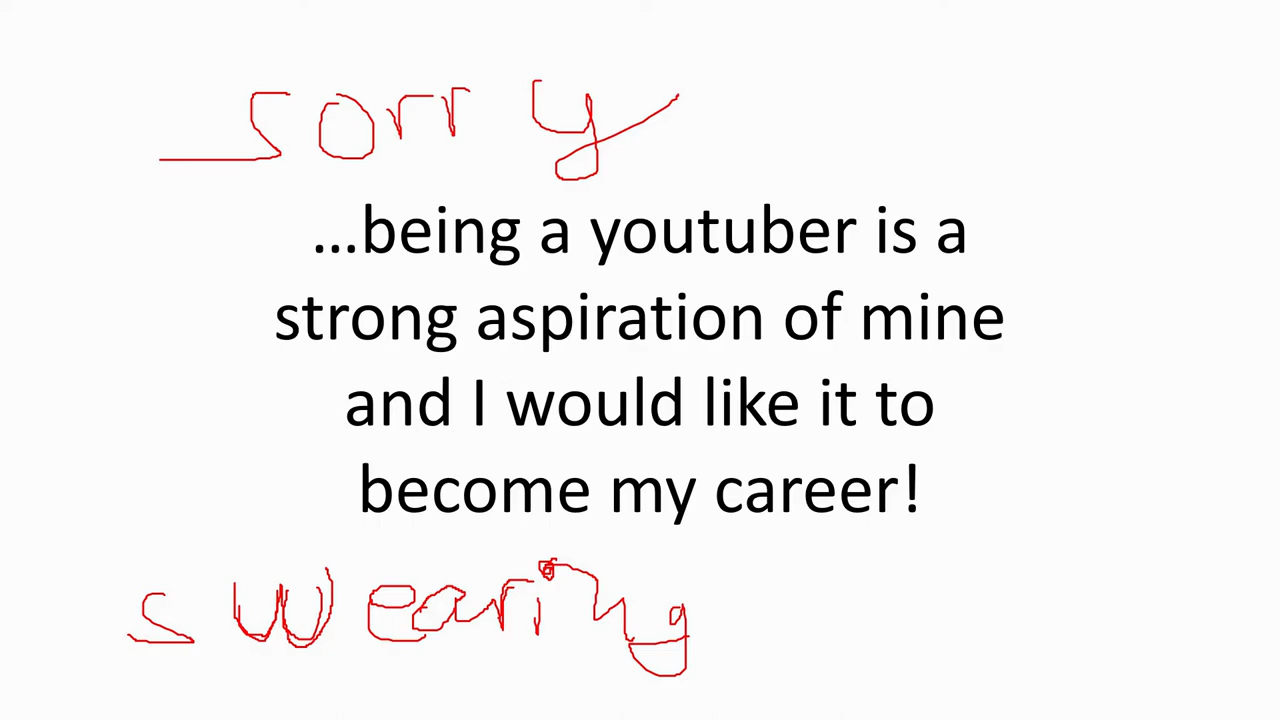 sorry
...being a youtuber is a
strong aspiration of mine
and I would like it to
become my career!
swearing